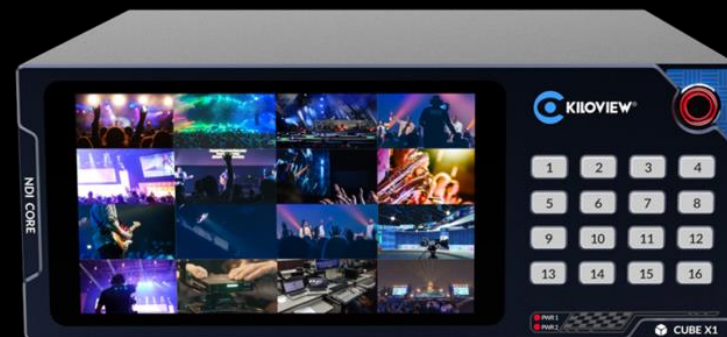 KILOVIEW®
NDI CORE
1 2 3 4
5 6 7 8
9 10 11 12
13 14 15 16
PWR 1
PWR 2
CUBE X1